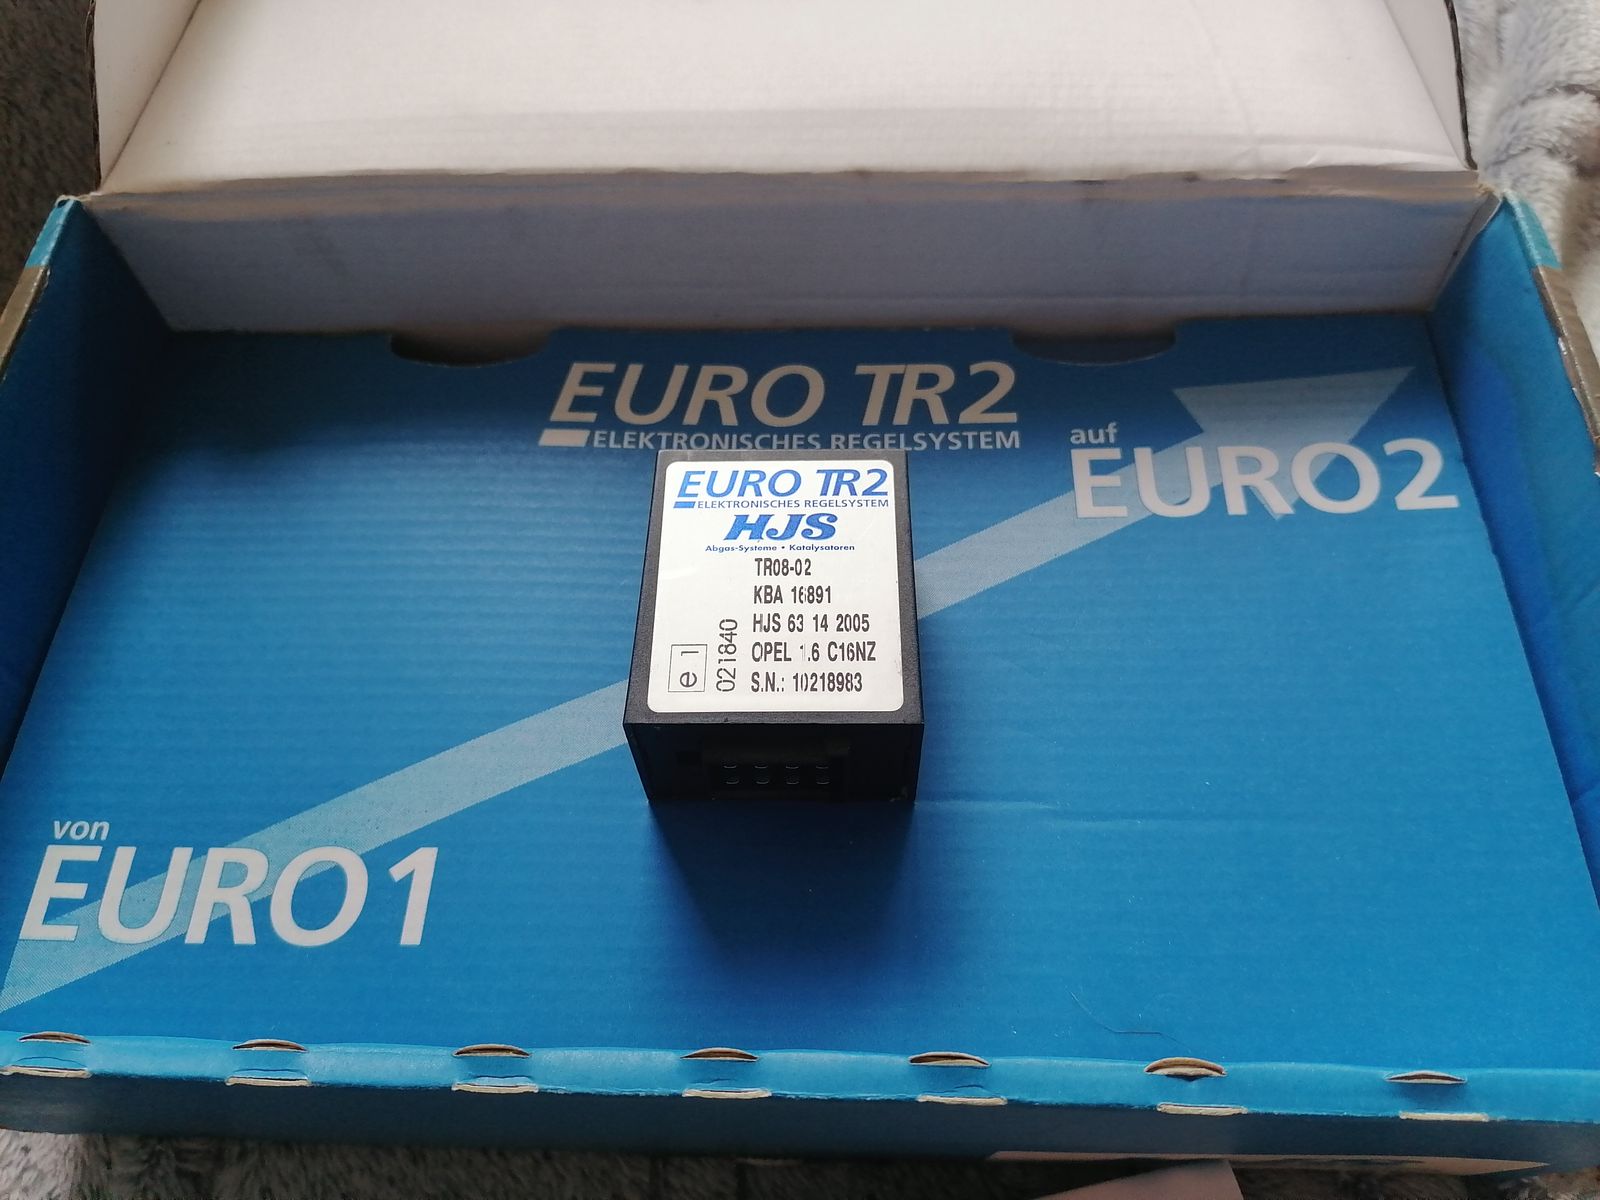 EURO TR2
ELEKTRONISCHES REGELSYSTEM
auf
EURO2
EURO TR2
ELEKTRONISCHES REGELSYSTEM
HJS
Abgas-Systeme • Katalysatoren
TR08-02
KBA 16891
HJS 63 14 2005
OPEL 1.6 C16NZ
S.N.: 10218983
e1
021840
von
EURO1